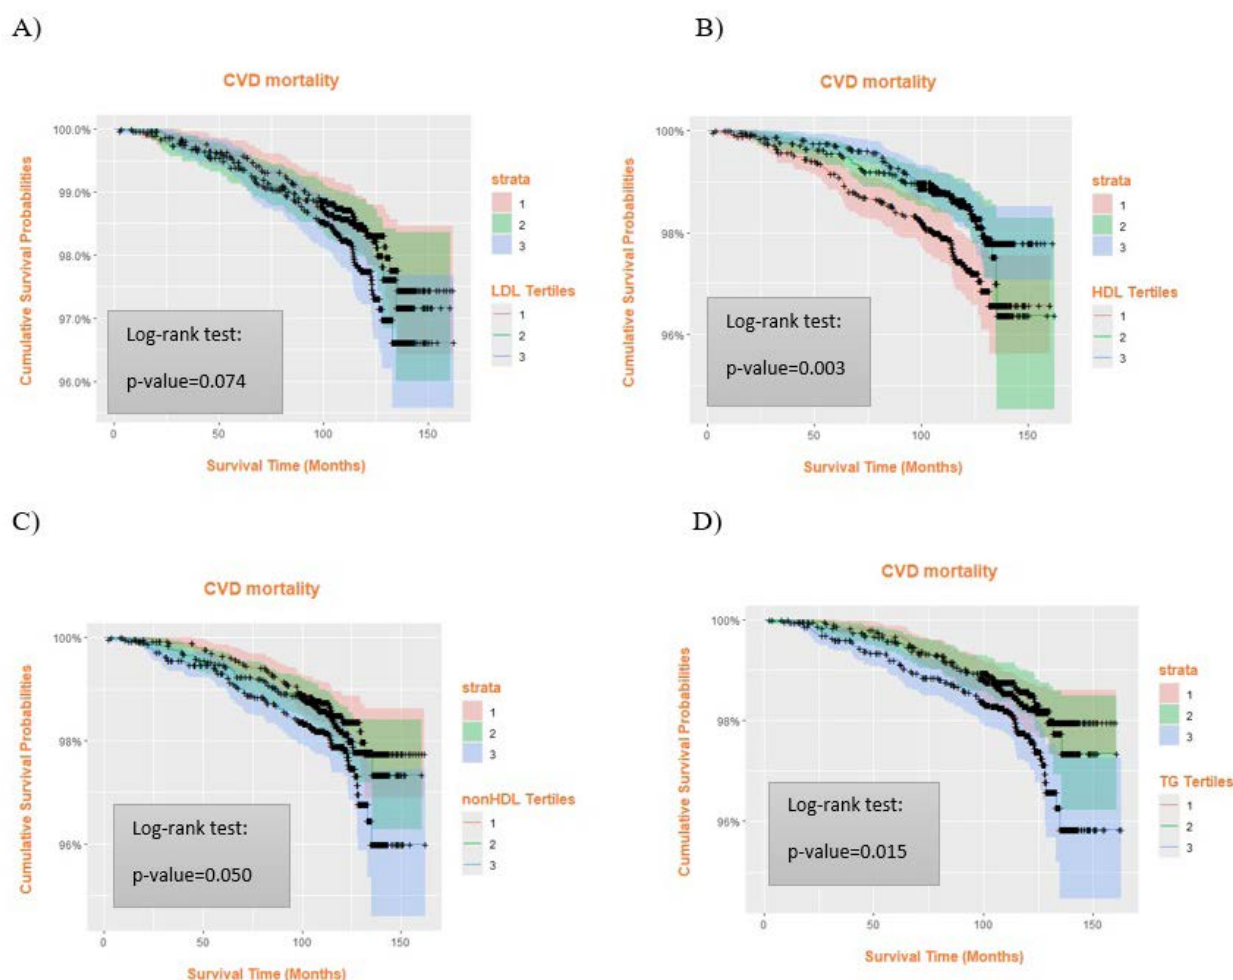 A)
CVD mortality
Cumulative Survival Probabilities
100.0%
99.0%
98.0%
97.0%
96.0%
Log-rank test:
p-value=0.074
0
50
100
150
Survival Time (Months)
strata
1
2
3
LDL Tertiles
1
2
3
B)
CVD mortality
Cumulative Survival Probabilities
100%
98%
96%
Log-rank test:
p-value=0.003
0
50
100
150
Survival Time (Months)
strata
1
2
3
HDL Tertiles
1
2
3
C)
CVD mortality
Cumulative Survival Probabilities
100%
98%
96%
Log-rank test:
p-value=0.050
0
50
100
150
Survival Time (Months)
strata
1
2
3
nonHDL Tertiles
1
2
3
D)
CVD mortality
Cumulative Survival Probabilities
100%
98%
96%
Log-rank test:
p-value=0.015
0
50
100
150
Survival Time (Months)
strata
1
2
3
TG Tertiles
1
2
3